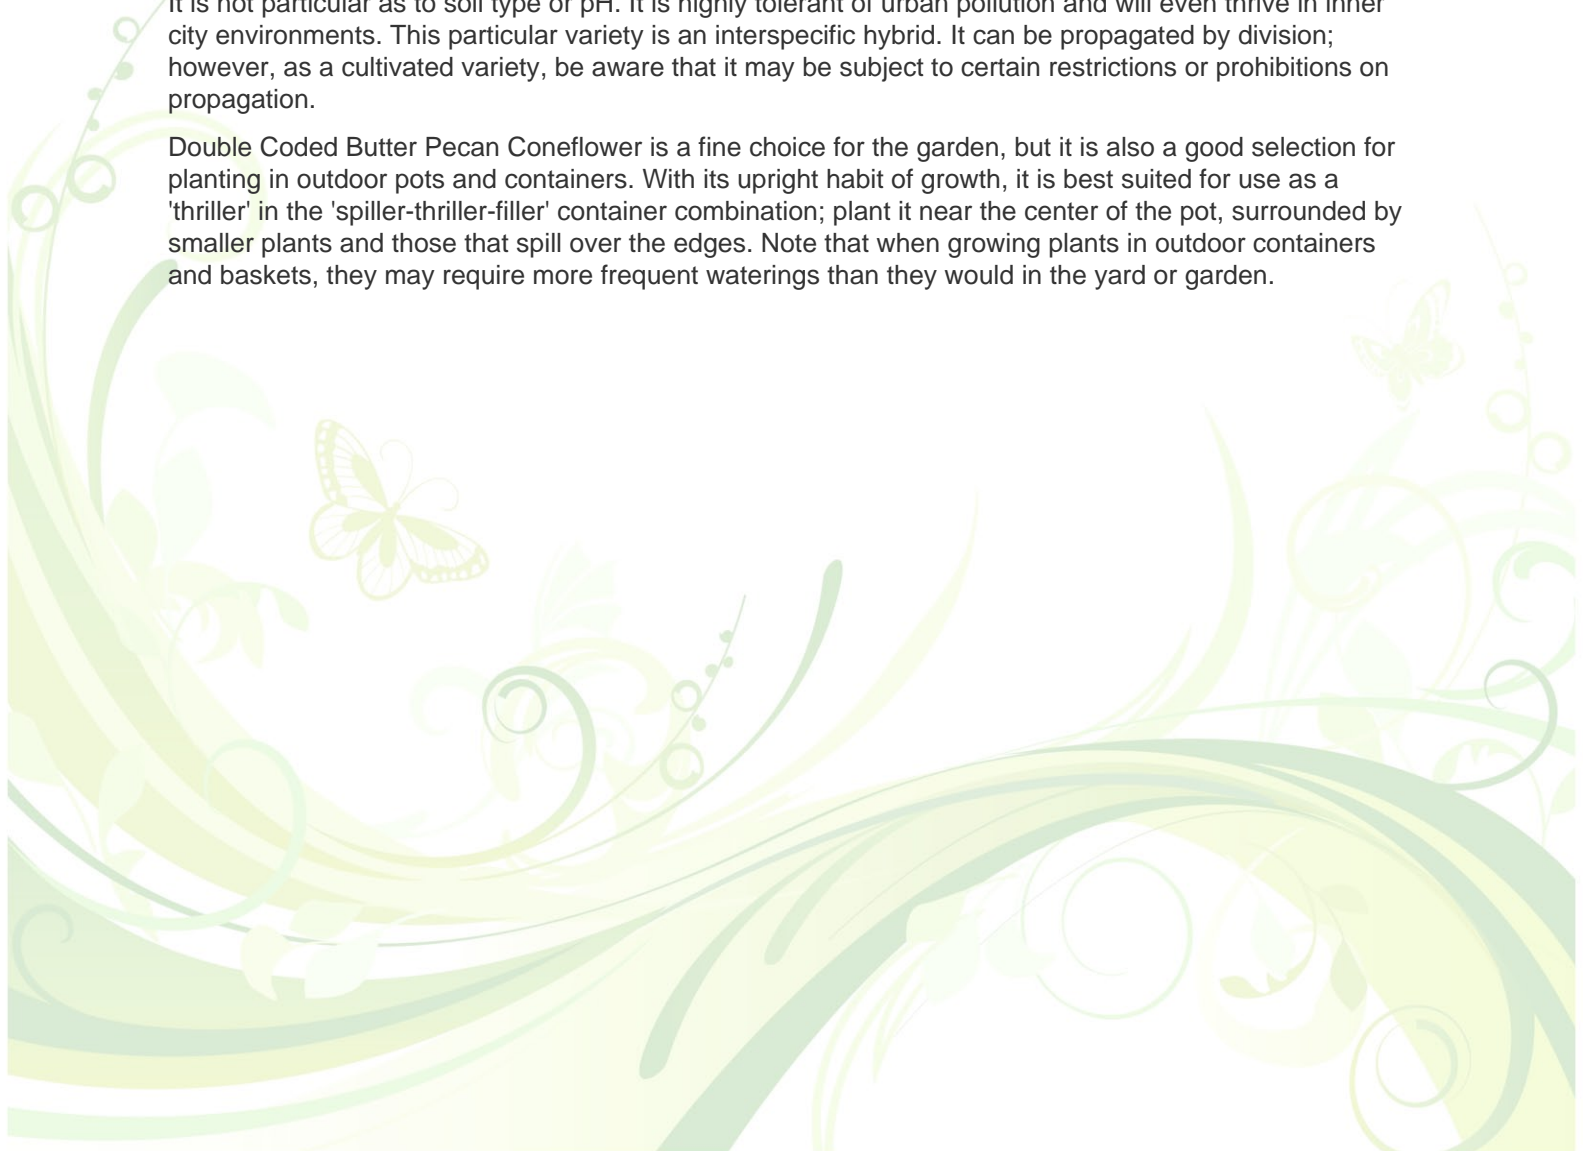 It is not particular as to soil type or pH. It is highly tolerant of urban pollution and will even thrive in inner
city environments. This particular variety is an interspecific hybrid. It can be propagated by division;
however, as a cultivated variety, be aware that it may be subject to certain restrictions or prohibitions on
propagation.
Double Coded Butter Pecan Coneflower is a fine choice for the garden, but it is also a good selection for
planting in outdoor pots and containers. With its upright habit of growth, it is best suited for use as a
'thriller' in the 'spiller-thriller-filler' container combination; plant it near the center of the pot, surrounded by
smaller plants and those that spill over the edges. Note that when growing plants in outdoor containers
and baskets, they may require more frequent waterings than they would in the yard or garden.